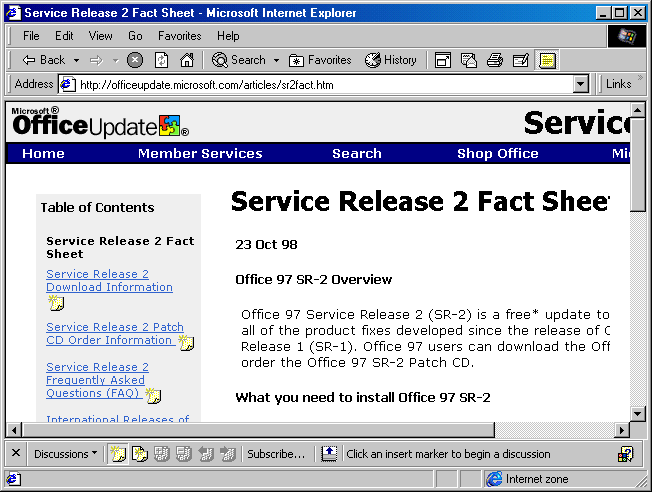 Service Release 2 Fact Sheet - Microsoft Internet Explorer
File Edit View Go Favorites Help
Back Search Favorites History
Address http://officeupdate.microsoft.com/articles/sr2fact.htm Links »
Microsoft®
Office Update ® Servic
Home Member Services Search Shop Office Mi
Table of Contents
Service Release 2 Fact
Sheet
Service Release 2
Download Information
Service Release 2 Patch
CD Order Information
Service Release 2
Frequently Asked
Questions (FAQ)
International Releases of
Service Release 2 Fact Shee
23 Oct 98
Office 97 SR-2 Overview
Office 97 Service Release 2 (SR-2) is a free* update to
all of the product fixes developed since the release of
Release 1 (SR-1). Office 97 users can download the Off
order the Office 97 SR-2 Patch CD.
What you need to install Office 97 SR-2
Discussions Subscribe... Click an insert marker to begin a discussion
Internet zone